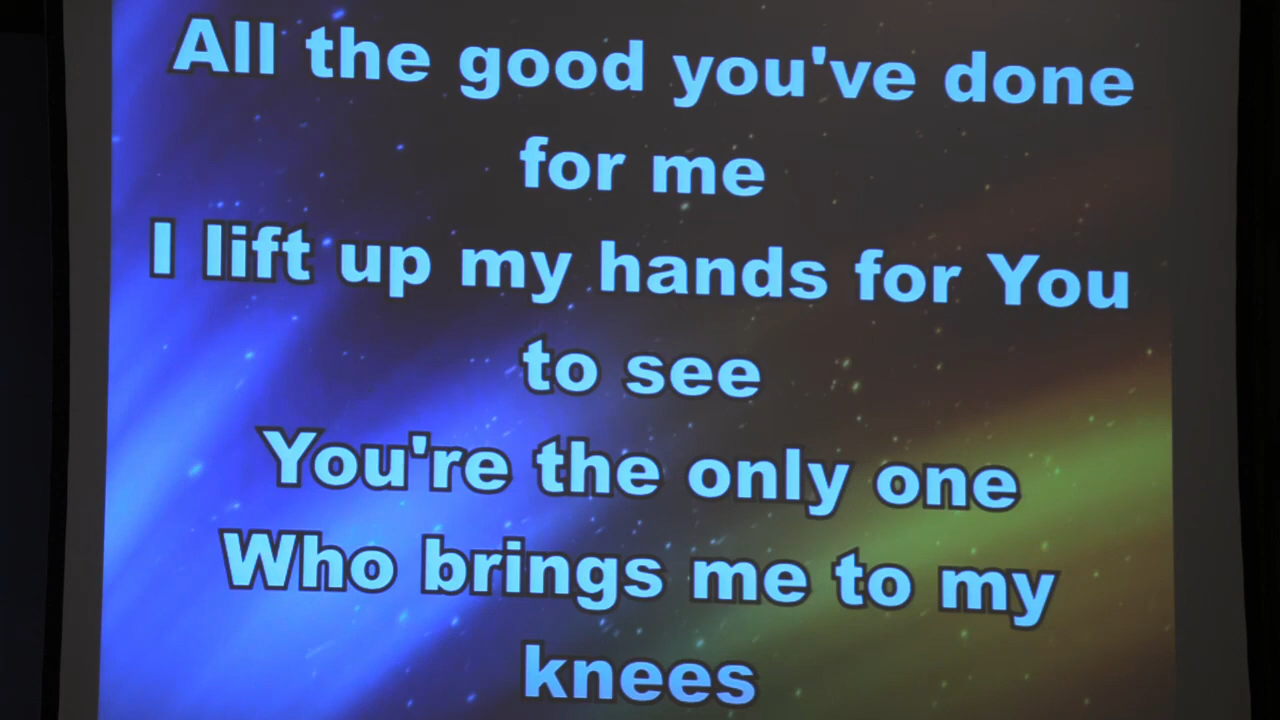 All the good you've done
for me
I lift up my hands for You
to see
You're the only one
Who brings me to my
knees